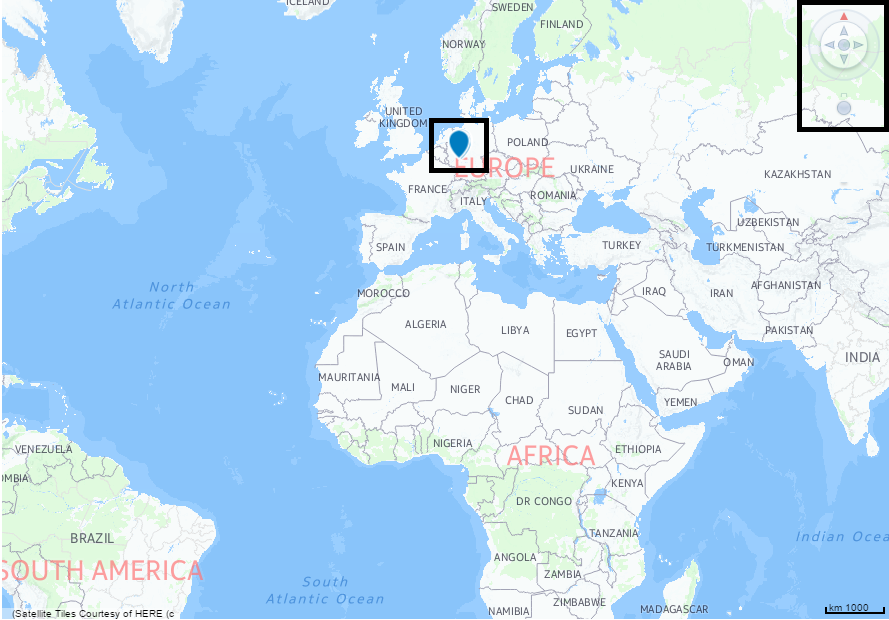 ICELAND
SWEDEN
FINLAND
NORWAY
UNITED
KINGDOM
POLAND
EUROPE
UKRAINE
KAZAKHSTAN
FRANCE
ITALY
ROMANIA
UZBEKISTAN
SPAIN
TURKEY
TURKMENISTAN
North
Atlantic Ocean
MOROCCO
IRAQ
IRAN
AFGHANISTAN
ALGERIA
LIBYA
EGYPT
PAKISTAN
SAUDI
ARABIA
OMAN
INDIA
MAURITANIA
MALI
NIGER
CHAD
SUDAN
YEMEN
VENEZUELA
NIGERIA
AFRICA
ETHIOPIA
OMBIA
KENYA
DR CONGO
BRAZIL
TANZANIA
Indian Ocea
ANGOLA
SOUTH AMERICA
ZAMBIA
South
Atlantic Ocean
ZIMBABWE
NAMIBIA
MADAGASCAR
(Satellite Tiles Courtesy of HERE (c
km 1000